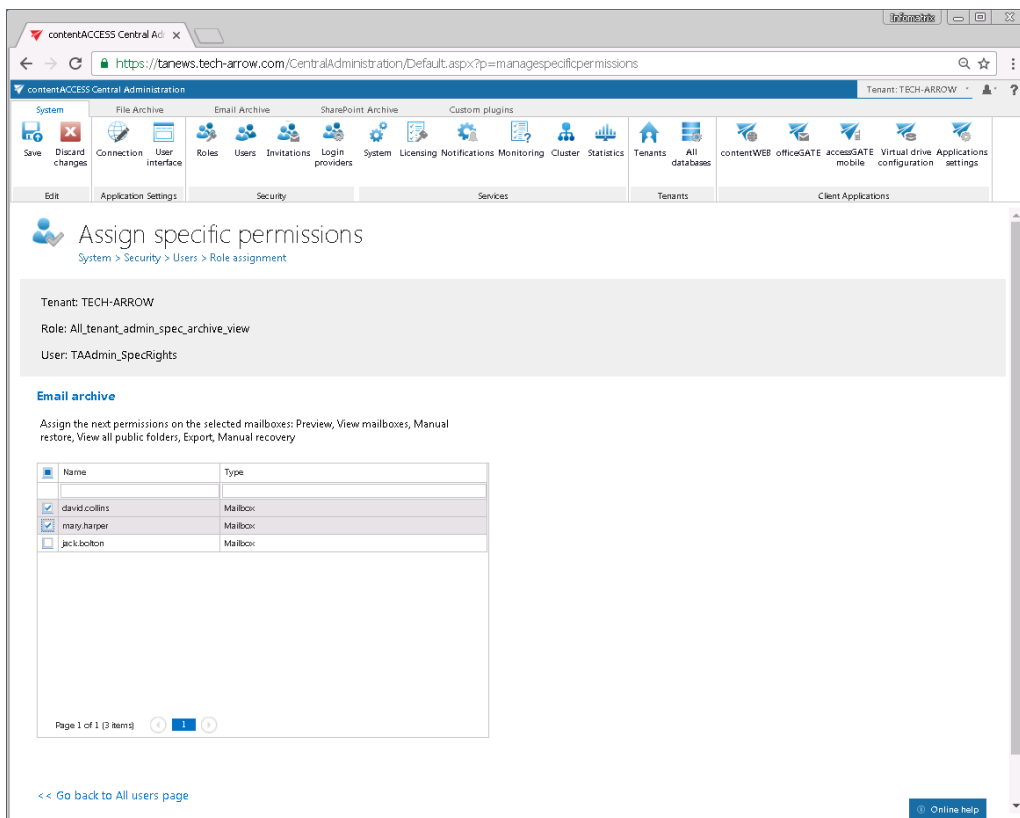 Infometrix
contentACCESS Central Ad
https://tanews.tech-arrow.com/CentralAdministration/Default.aspx?p=managespecificpermissions
contentACCESS Central Administration
Tenant: TECH-ARROW
?
System File Archive Email Archive SharePoint Archive Custom plugins
Save Discard changes Connection User interface Roles Users Invitations Login providers System Licensing Notifications Monitoring Cluster Statistics Tenants All databases contentWEB officeGATE accessGATE mobile Virtual drive configuration Applications settings
Edit Application Settings Security Services Tenants Client Applications
Assign specific permissions
System > Security > Users > Role assignment
Tenant: TECH-ARROW
Role: All_tenant_admin_spec_archive_view
User: TAAdmin_SpecRights
Email archive
Assign the next permissions on the selected mailboxes: Preview, View mailboxes, Manual
restore, View all public folders, Export, Manual recovery
Name Type
david.collins Mailbox
mary.harper Mailbox
jack.bolton Mailbox
Page 1 of 1 (3 items) 1
<< Go back to All users page
Online help